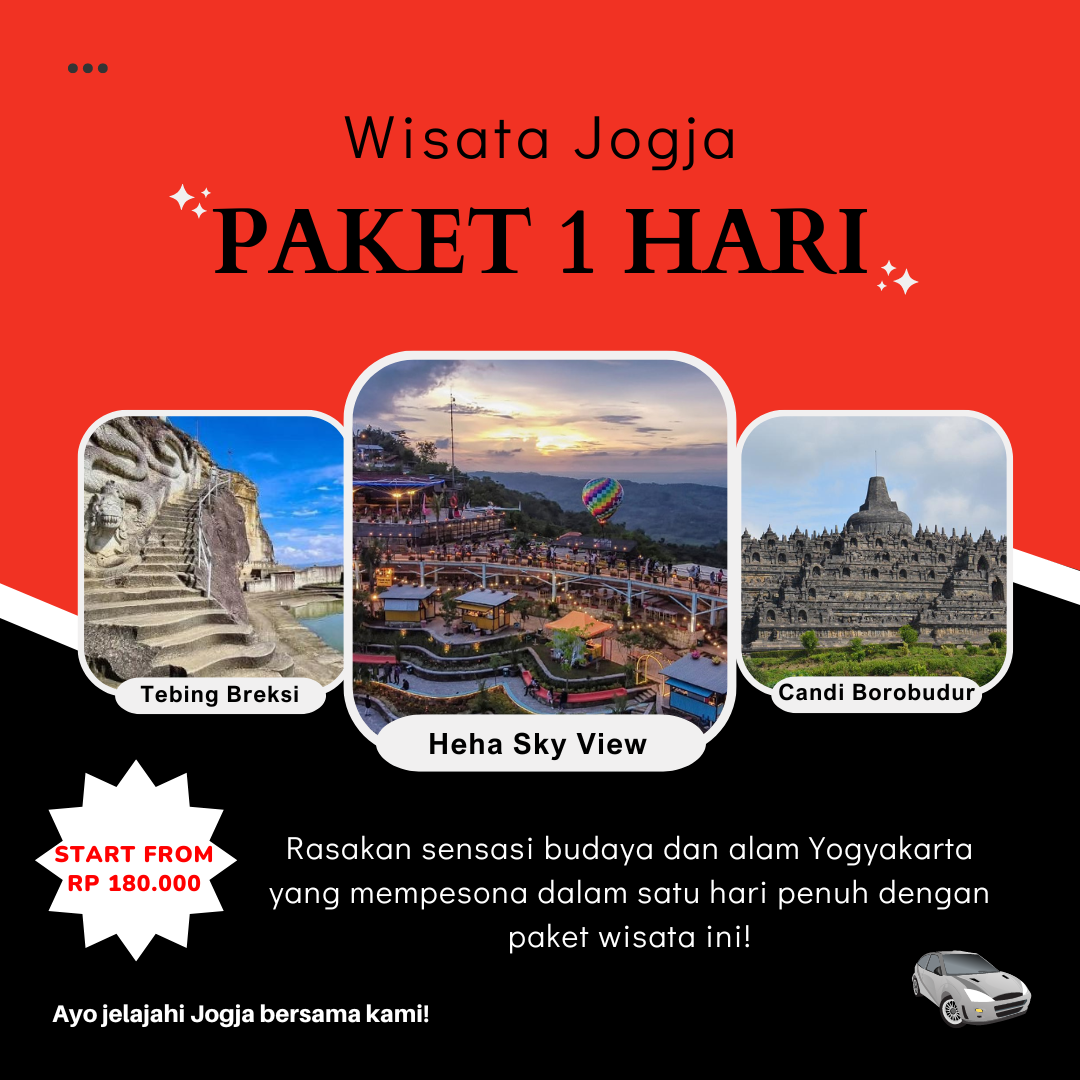 Wisata Jogja
PAKET 1 HARI
Tebing Breksi
Heha Sky View
Candi Borobudur
START FROM
RP 180.000
Rasakan sensasi budaya dan alam Yogyakarta
yang mempesona dalam satu hari penuh dengan
paket wisata ini!
Ayo jelajahi Jogja bersama kami!